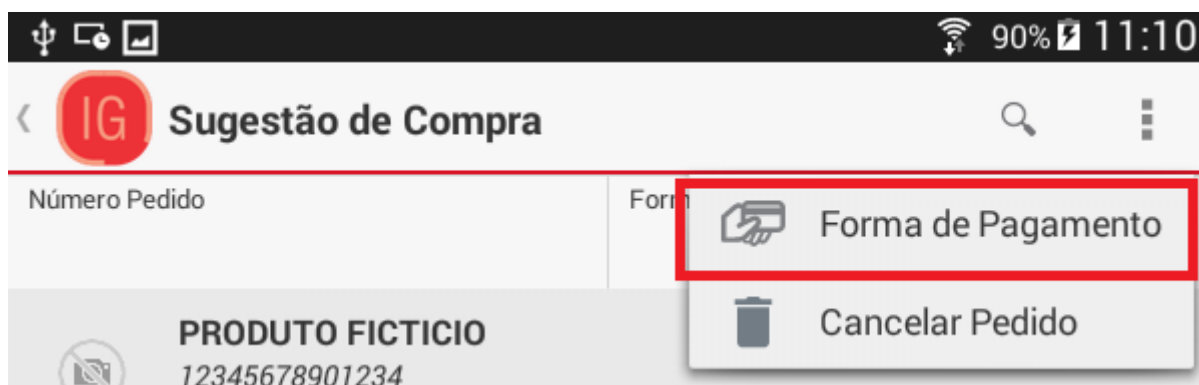 90% 11:10
IG Sugestão de Compra
Número Pedido
Forma de Pagamento
Cancelar Pedido
PRODUTO FICTICIO
12345678901234